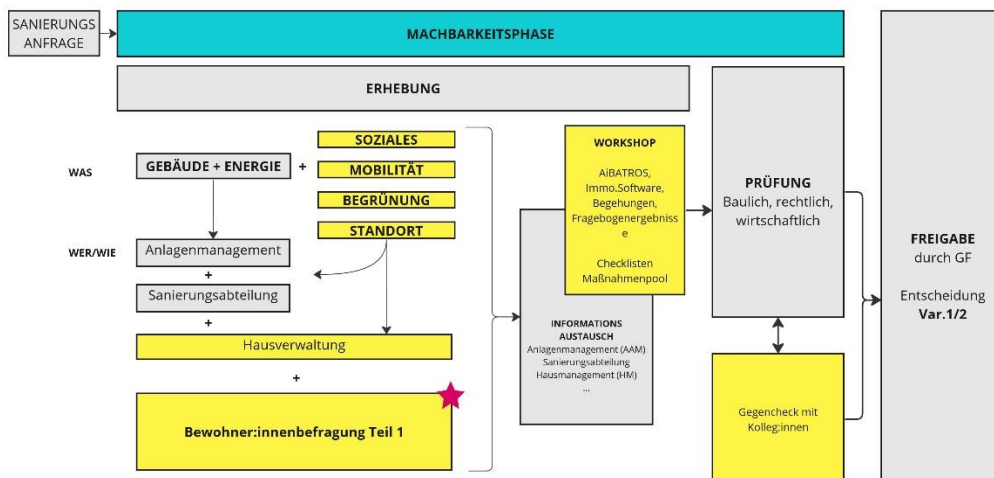 SANIERUNGS
ANFRAGE
MACHBARKEITSPHASE
ERHEBUNG
WAS
GEBÄUDE + ENERGIE
+
SOZIALES
MOBILITÄT
BEGRÜNUNG
STANDORT
WER/WIE
Anlagenmanagement
+
Sanierungsabteilung
+
Hausverwaltung
+
Bewohner:innenbefragung Teil 1
WORKSHOP
AiBATROS,
Immo.Software,
Begehungen,
Fragebogenergebniss
e
Checklisten
Maßnahmenpool
INFORMATIONS
AUSTAUSCH
Anlagenmanagement (AAM)
Sanierungsabteilung
Hausmanagement (HM)
...
PRÜFUNG
Baulich, rechtlich,
wirtschaftlich
Gegencheck mit
Kolleg:innen
FREIGABE
durch GF
Entscheidung
Var.1/2